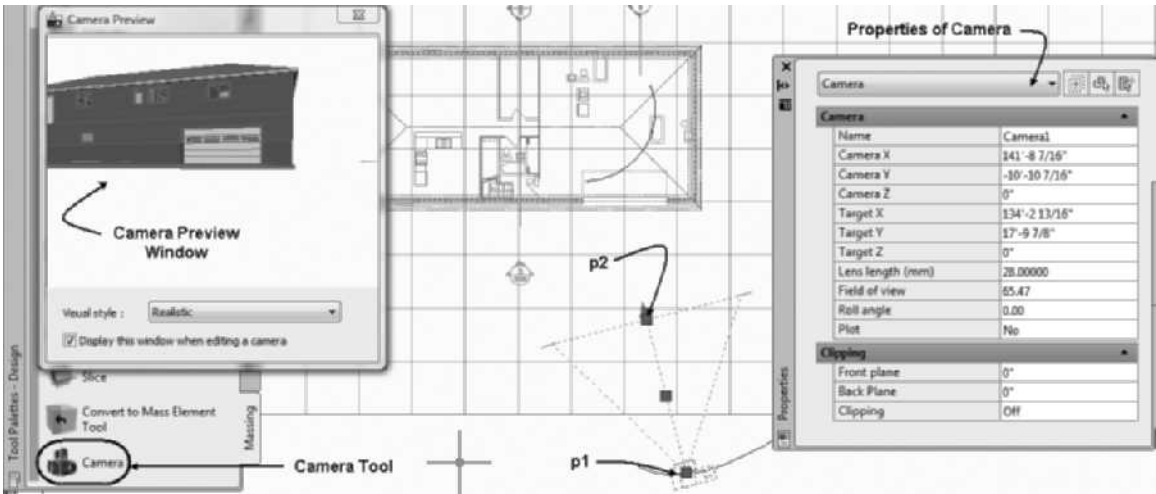 Camera Preview
Camera Preview
Window
Visual style :
Realistic
Display this window when editing a camera
Tool Palettes - Design
Slice
Convert to Mass Element
Tool
Camera
Massing
Camera Tool
p2
p1
Properties of Camera
Camera
Camera
Name Camera1
Camera X 141'-8 7/16"
Camera Y -10'-10 7/16"
Camera Z 0"
Target X 134'-2 13/16"
Target Y 17'-9 7/8"
Target Z 0"
Lens length (mm) 28.00000
Field of view 65.47
Roll angle 0.00
Plot No
Clipping
Front plane 0"
Back Plane 0"
Clipping Off
Properties